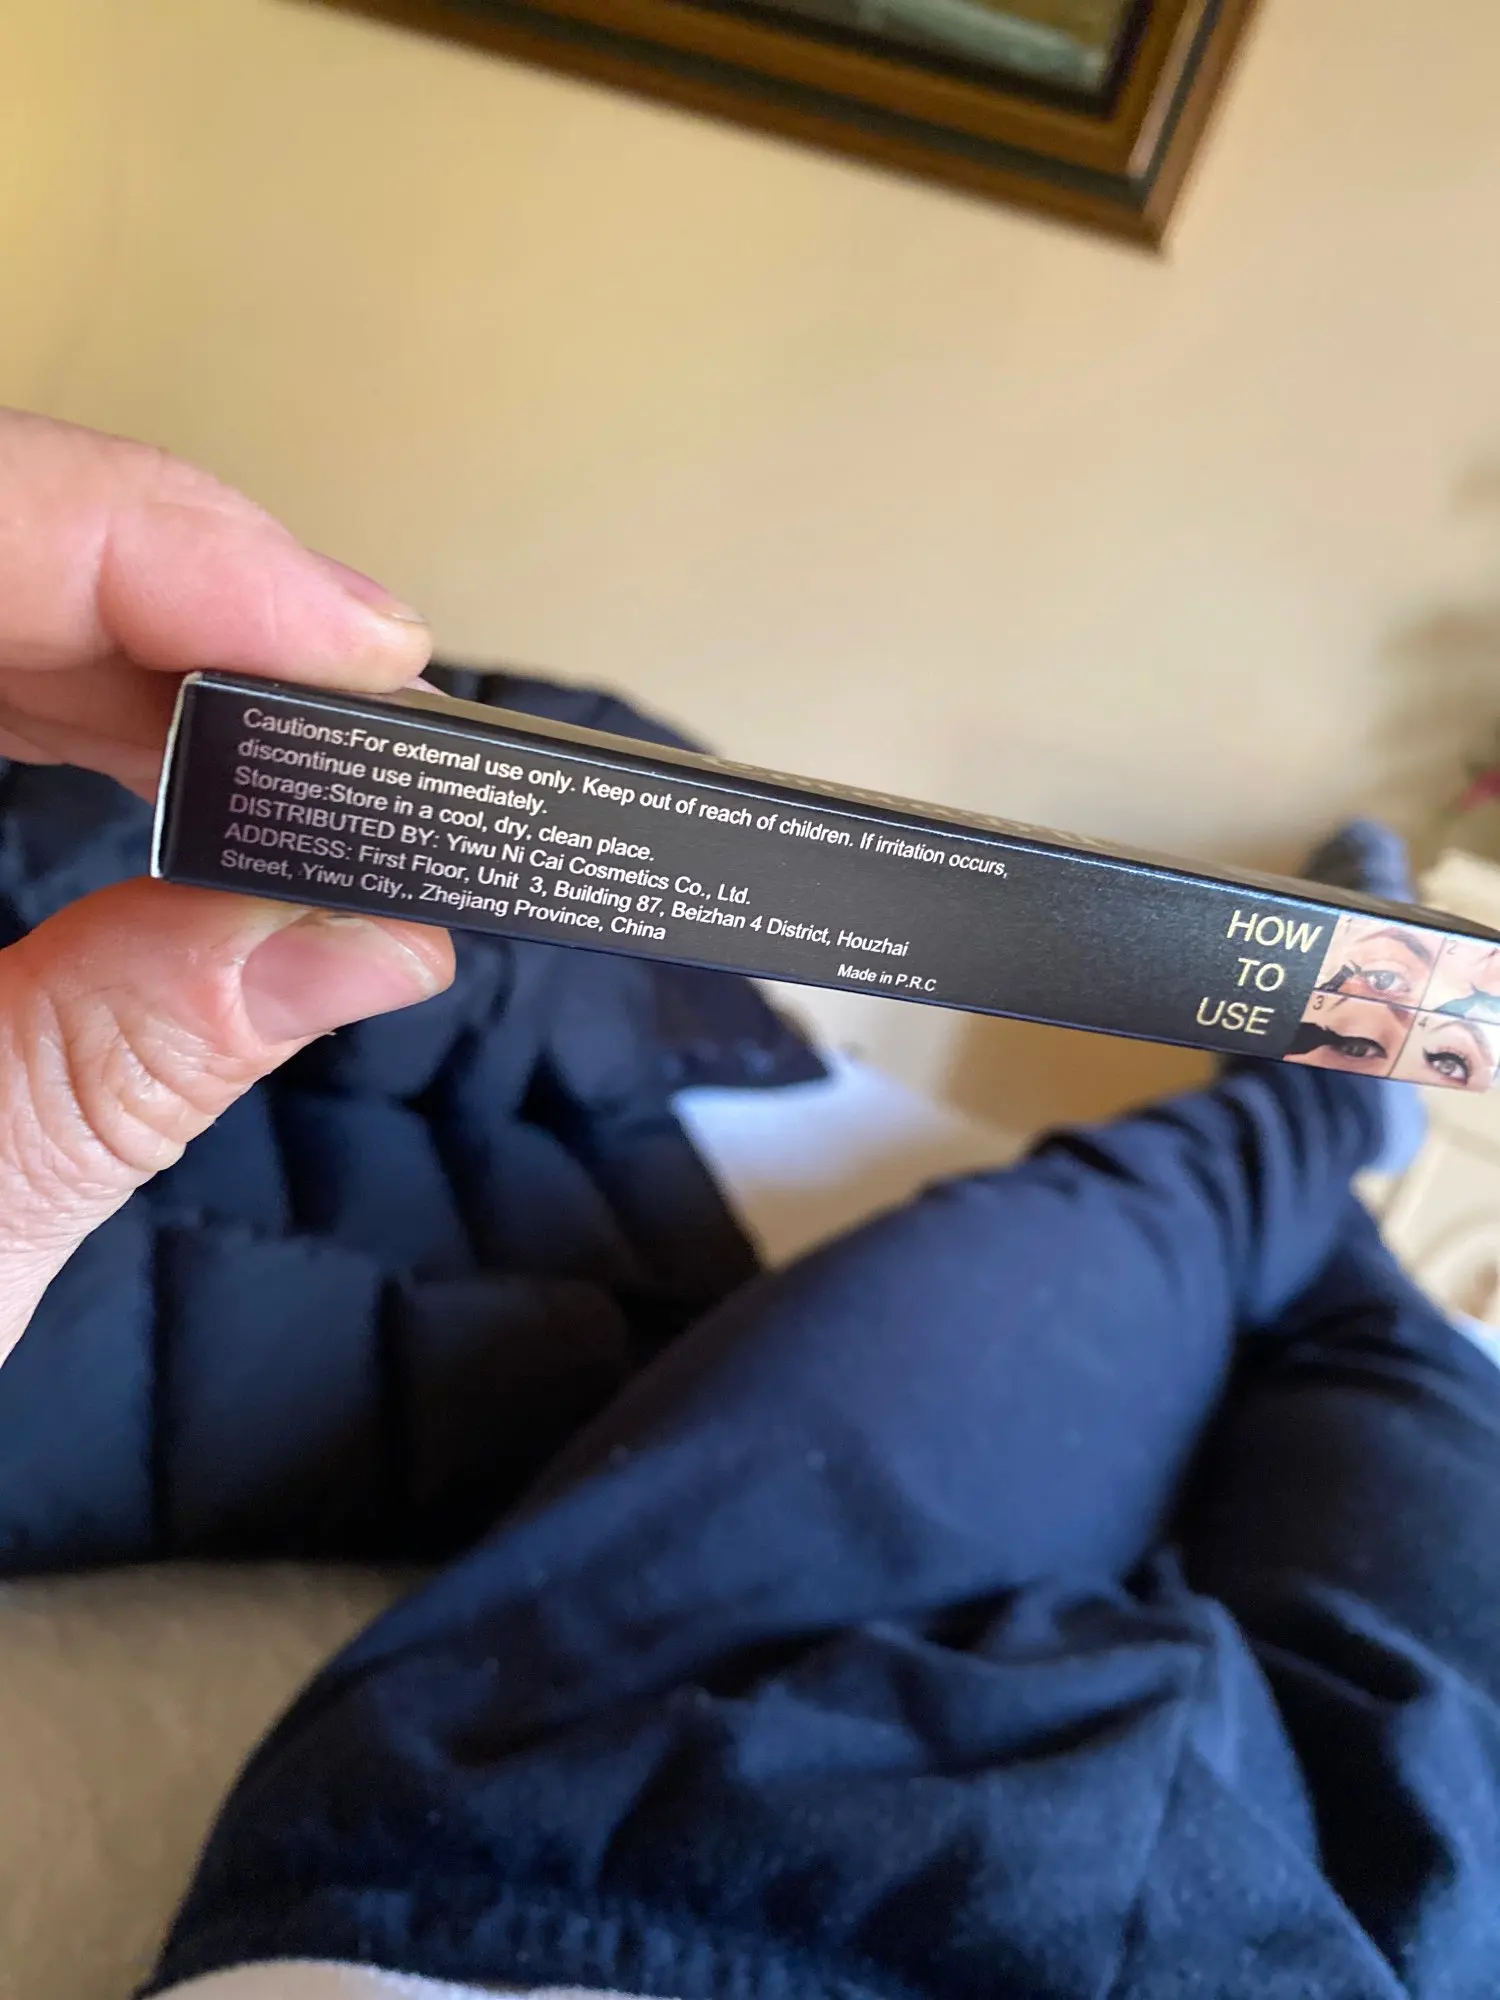 Cautions:For external use only. Keep out of reach of children. If irritation occurs,
discontinue use immediately.
Storage:Store in a cool, dry, clean place.
DISTRIBUTED BY: Yiwu Ni Cai Cosmetics Co., Ltd.
ADDRESS: First Floor, Unit 3, Building 87, Beizhan 4 District, Houzhai
Street, Yiwu City,, Zhejiang Province, China
Made in P.R.C
HOW
TO
USE
1
2
3
4